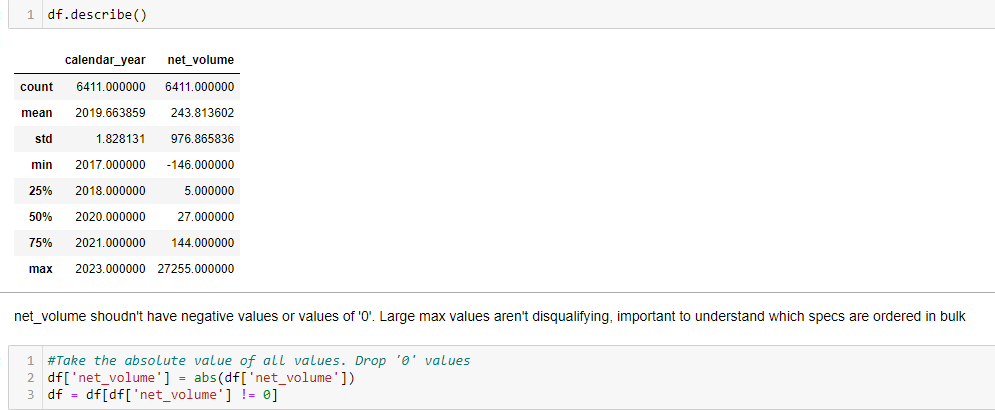 1 df.describe()
calendar_year net_volume
count 6411.000000 6411.000000
mean 2019.663859 243.813602
std 1.828131 976.865836
min 2017.000000 -146.000000
25% 2018.000000 5.000000
50% 2020.000000 27.000000
75% 2021.000000 144.000000
max 2023.000000 27255.000000
net_volume shoudn't have negative values or values of '0'. Large max values aren't disqualifying, important to understand which specs are ordered in bulk
1 #Take the absolute value of all values. Drop '0' values
2 df['net_volume'] = abs(df['net_volume'])
3 df = df[df['net_volume'] != 0]